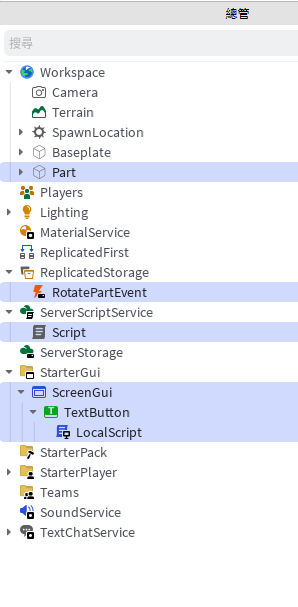 總管
搜尋
Workspace
Camera
Terrain
SpawnLocation
Baseplate
Part
Players
Lighting
MaterialService
ReplicatedFirst
ReplicatedStorage
RotatePartEvent
ServerScriptService
Script
ServerStorage
StarterGui
ScreenGui
TextButton
LocalScript
StarterPack
StarterPlayer
Teams
SoundService
TextChatService